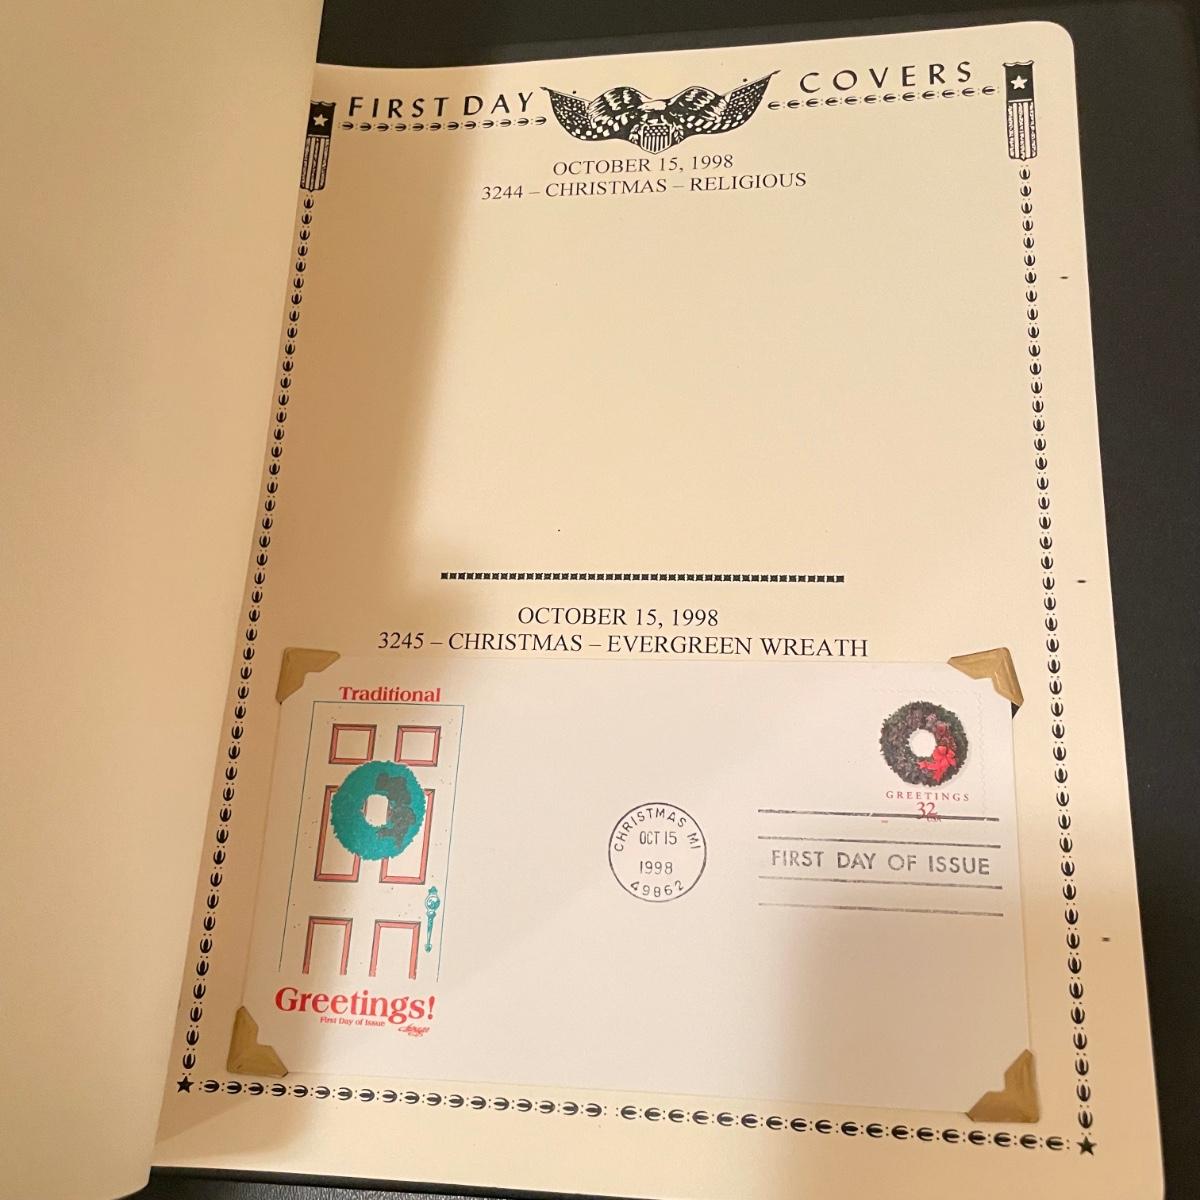 FIRST DAY COVERS
OCTOBER 15, 1998
3244 – CHRISTMAS – RELIGIOUS
OCTOBER 15, 1998
3245 – CHRISTMAS – EVERGREEN WREATH
Traditional
Greetings!
First Day of Issue
GREETINGS
32
USA
CHRISTMAS MI
OCT 15
1998
49862
FIRST DAY OF ISSUE